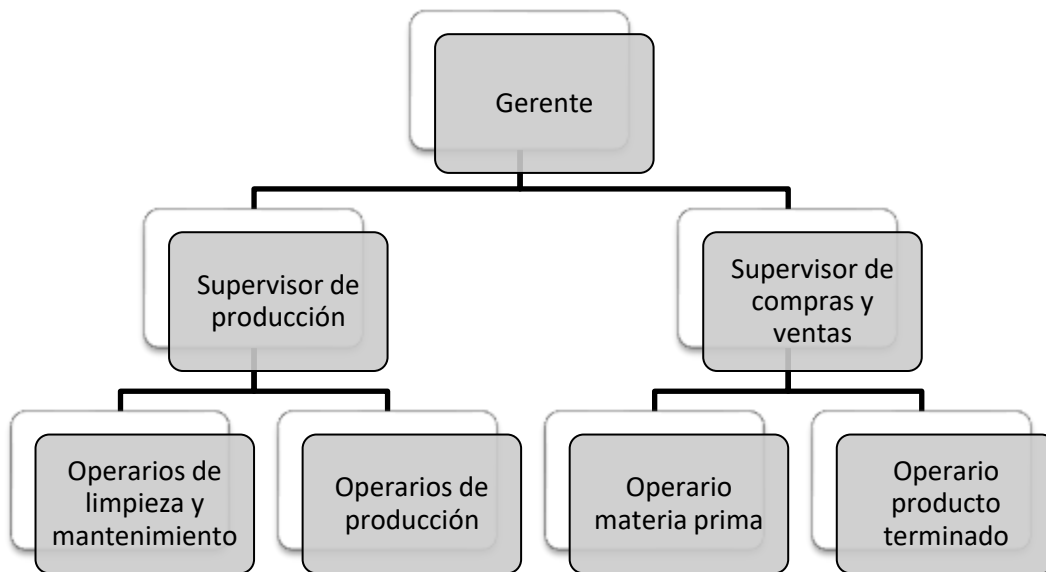 Gerente
Supervisor de
producción
Supervisor de
compras y
ventas
Operarios de
limpieza y
mantenimiento
Operarios de
producción
Operario
materia prima
Operario
producto
terminado